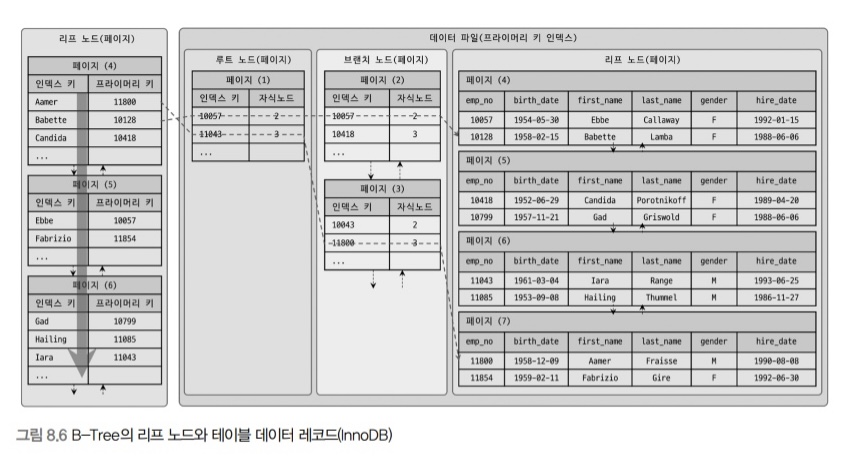 리프 노드(페이지)
페이지 (4)
인덱스 키 프라이머리 키
Aamer 11800
Babette 10128
Candida 10418
...
페이지 (5)
인덱스 키 프라이머리 키
Ebbe 10057
Fabrizio 11854
...
페이지 (6)
인덱스 키 프라이머리 키
Gad 10799
Hailing 11085
Iara 11043
...
데이터 파일(프라이머리 키 인덱스)
루트 노드(페이지)
페이지 (1)
인덱스 키 자식노드
10057 2
11043 3
...
브랜치 노드(페이지)
페이지 (2)
인덱스 키 자식노드
10057 2
10418 3
...
페이지 (3)
인덱스 키 자식노드
10043 2
11800 3
...
리프 노드(페이지)
페이지 (4)
emp_no birth_date first_name last_name gender hire_date
10057 1954-05-30 Ebbe Callaway F 1992-01-15
10128 1958-02-15 Babette Lamba F 1988-06-06
페이지 (5)
emp_no birth_date first_name last_name gender hire_date
10418 1952-06-29 Candida Porotnikoff F 1989-04-20
10799 1957-11-21 Gad Griswold F 1988-06-06
페이지 (6)
emp_no birth_date first_name last_name gender hire_date
11043 1961-03-04 Iara Range M 1993-06-25
11085 1953-09-08 Hailing Thummel M 1986-11-27
페이지 (7)
emp_no birth_date first_name last_name gender hire_date
11800 1958-12-09 Aamer Fraisse M 1990-08-08
11854 1959-02-11 Fabrizio Gire F 1992-06-30
그림 8.6 B-Tree의 리프 노드와 테이블 데이터 레코드(InnoDB)